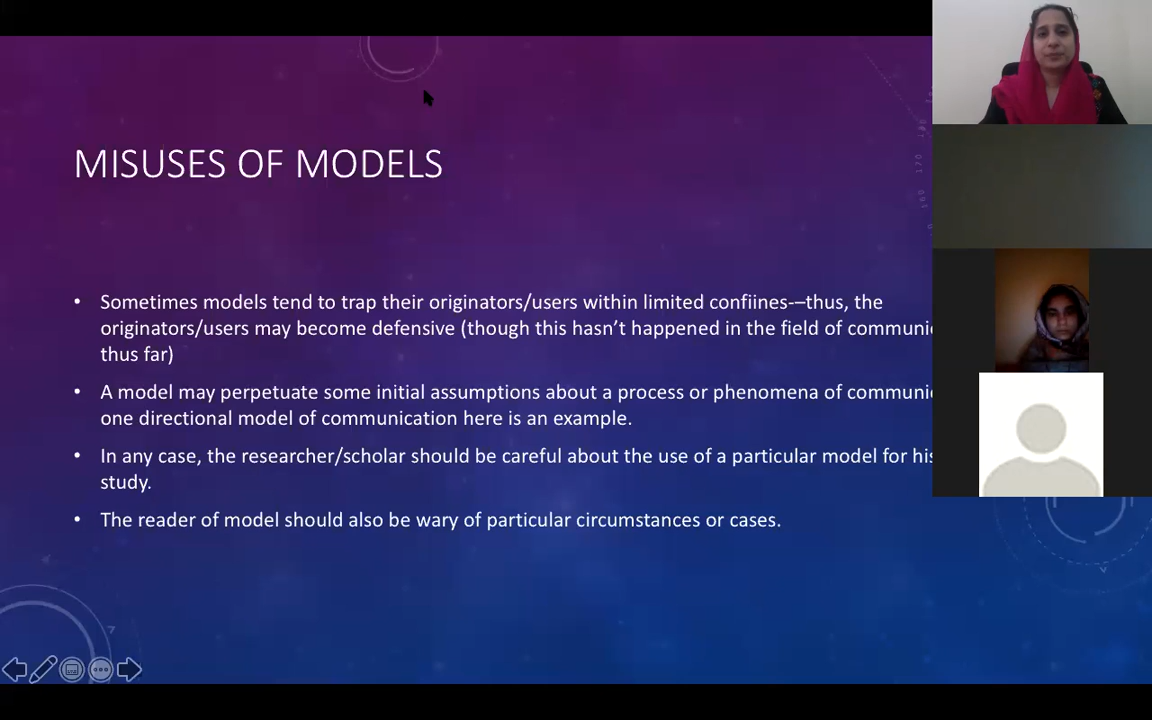 MISUSES OF MODELS
• Sometimes models tend to trap their originators/users within limited confiines-–thus, the
originators/users may become defensive (though this hasn't happened in the field of communic
thus far)
• A model may perpetuate some initial assumptions about a process or phenomena of communic
one directional model of communication here is an example.
• In any case, the researcher/scholar should be careful about the use of a particular model for his
study.
• The reader of model should also be wary of particular circumstances or cases.